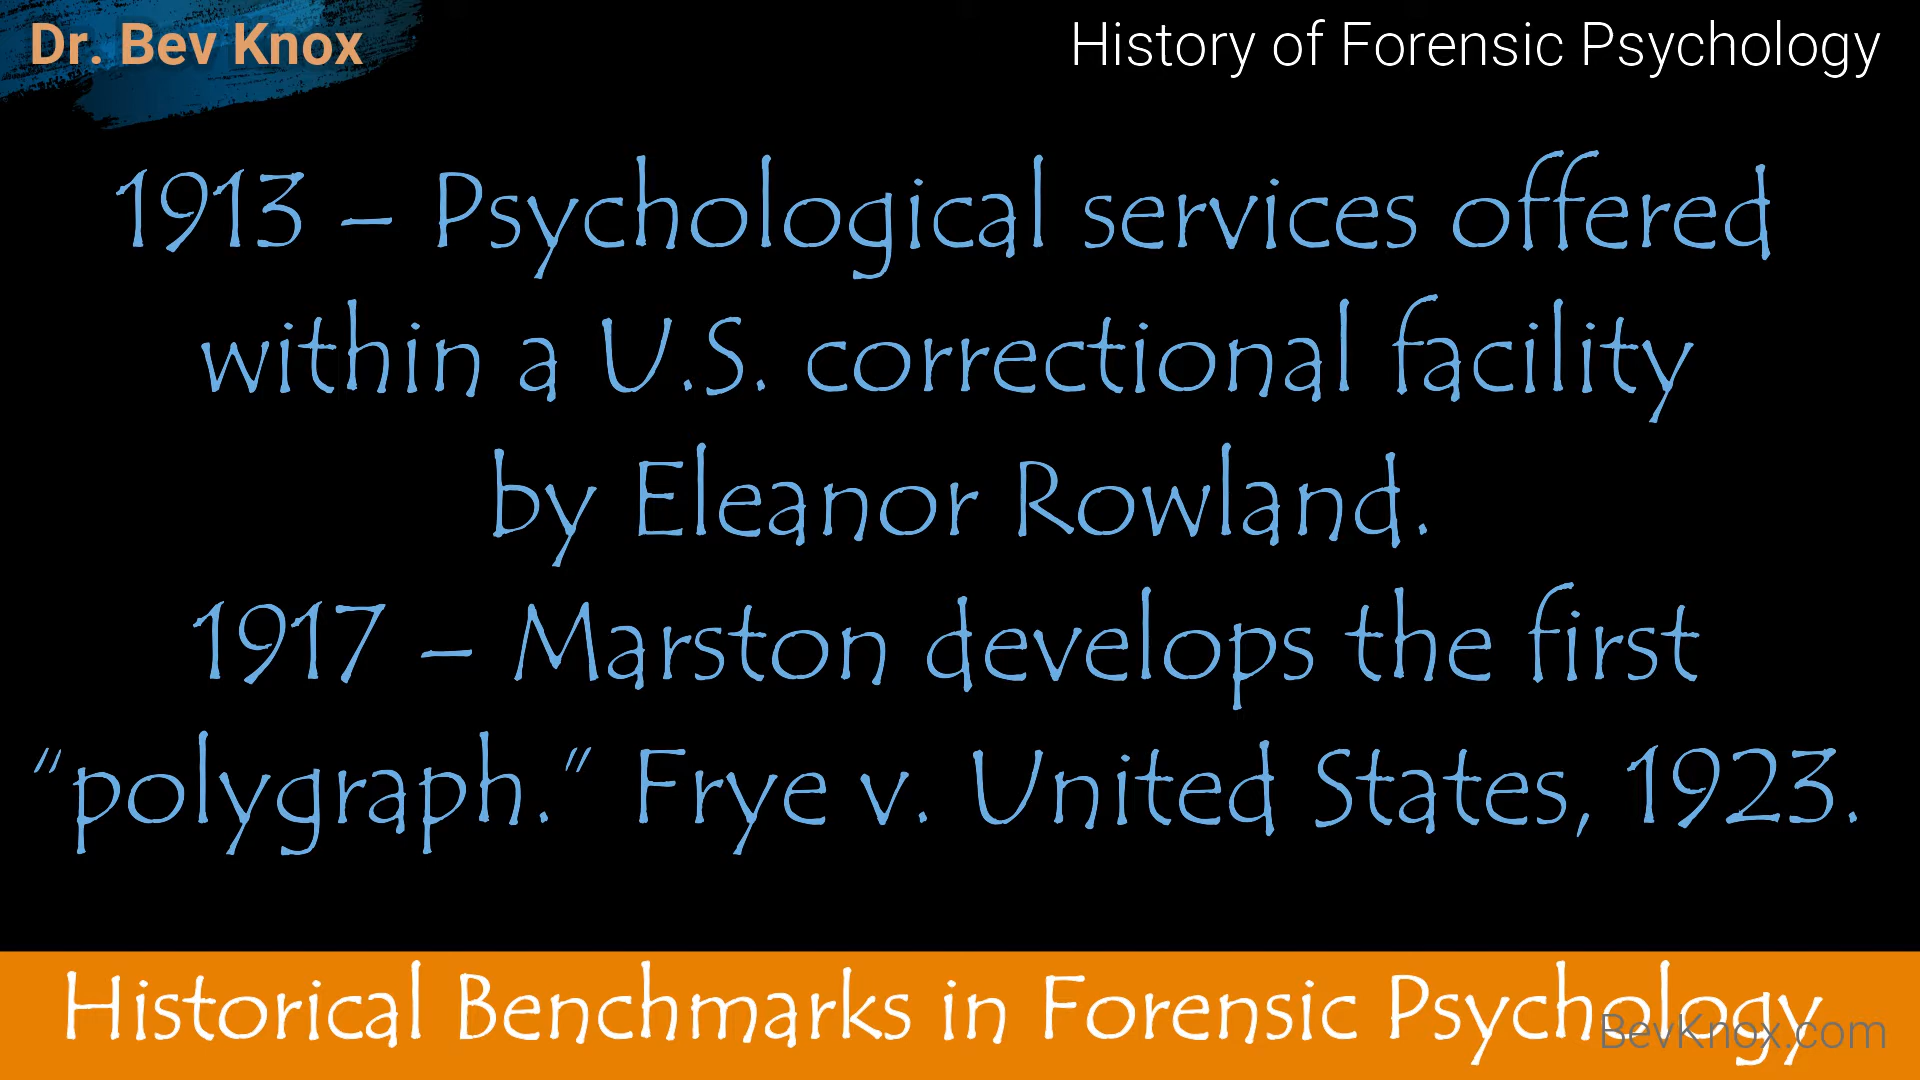 Dr. Bev Knox
History of Forensic Psychology
1913 – Psychological services offered
within a U.S. correctional facility
by Eleanor Rowland.
1917 – Marston develops the first
“polygraph.” Frye v. United States, 1923.
Historical Benchmarks in Forensic Psychology
BevKnox.com